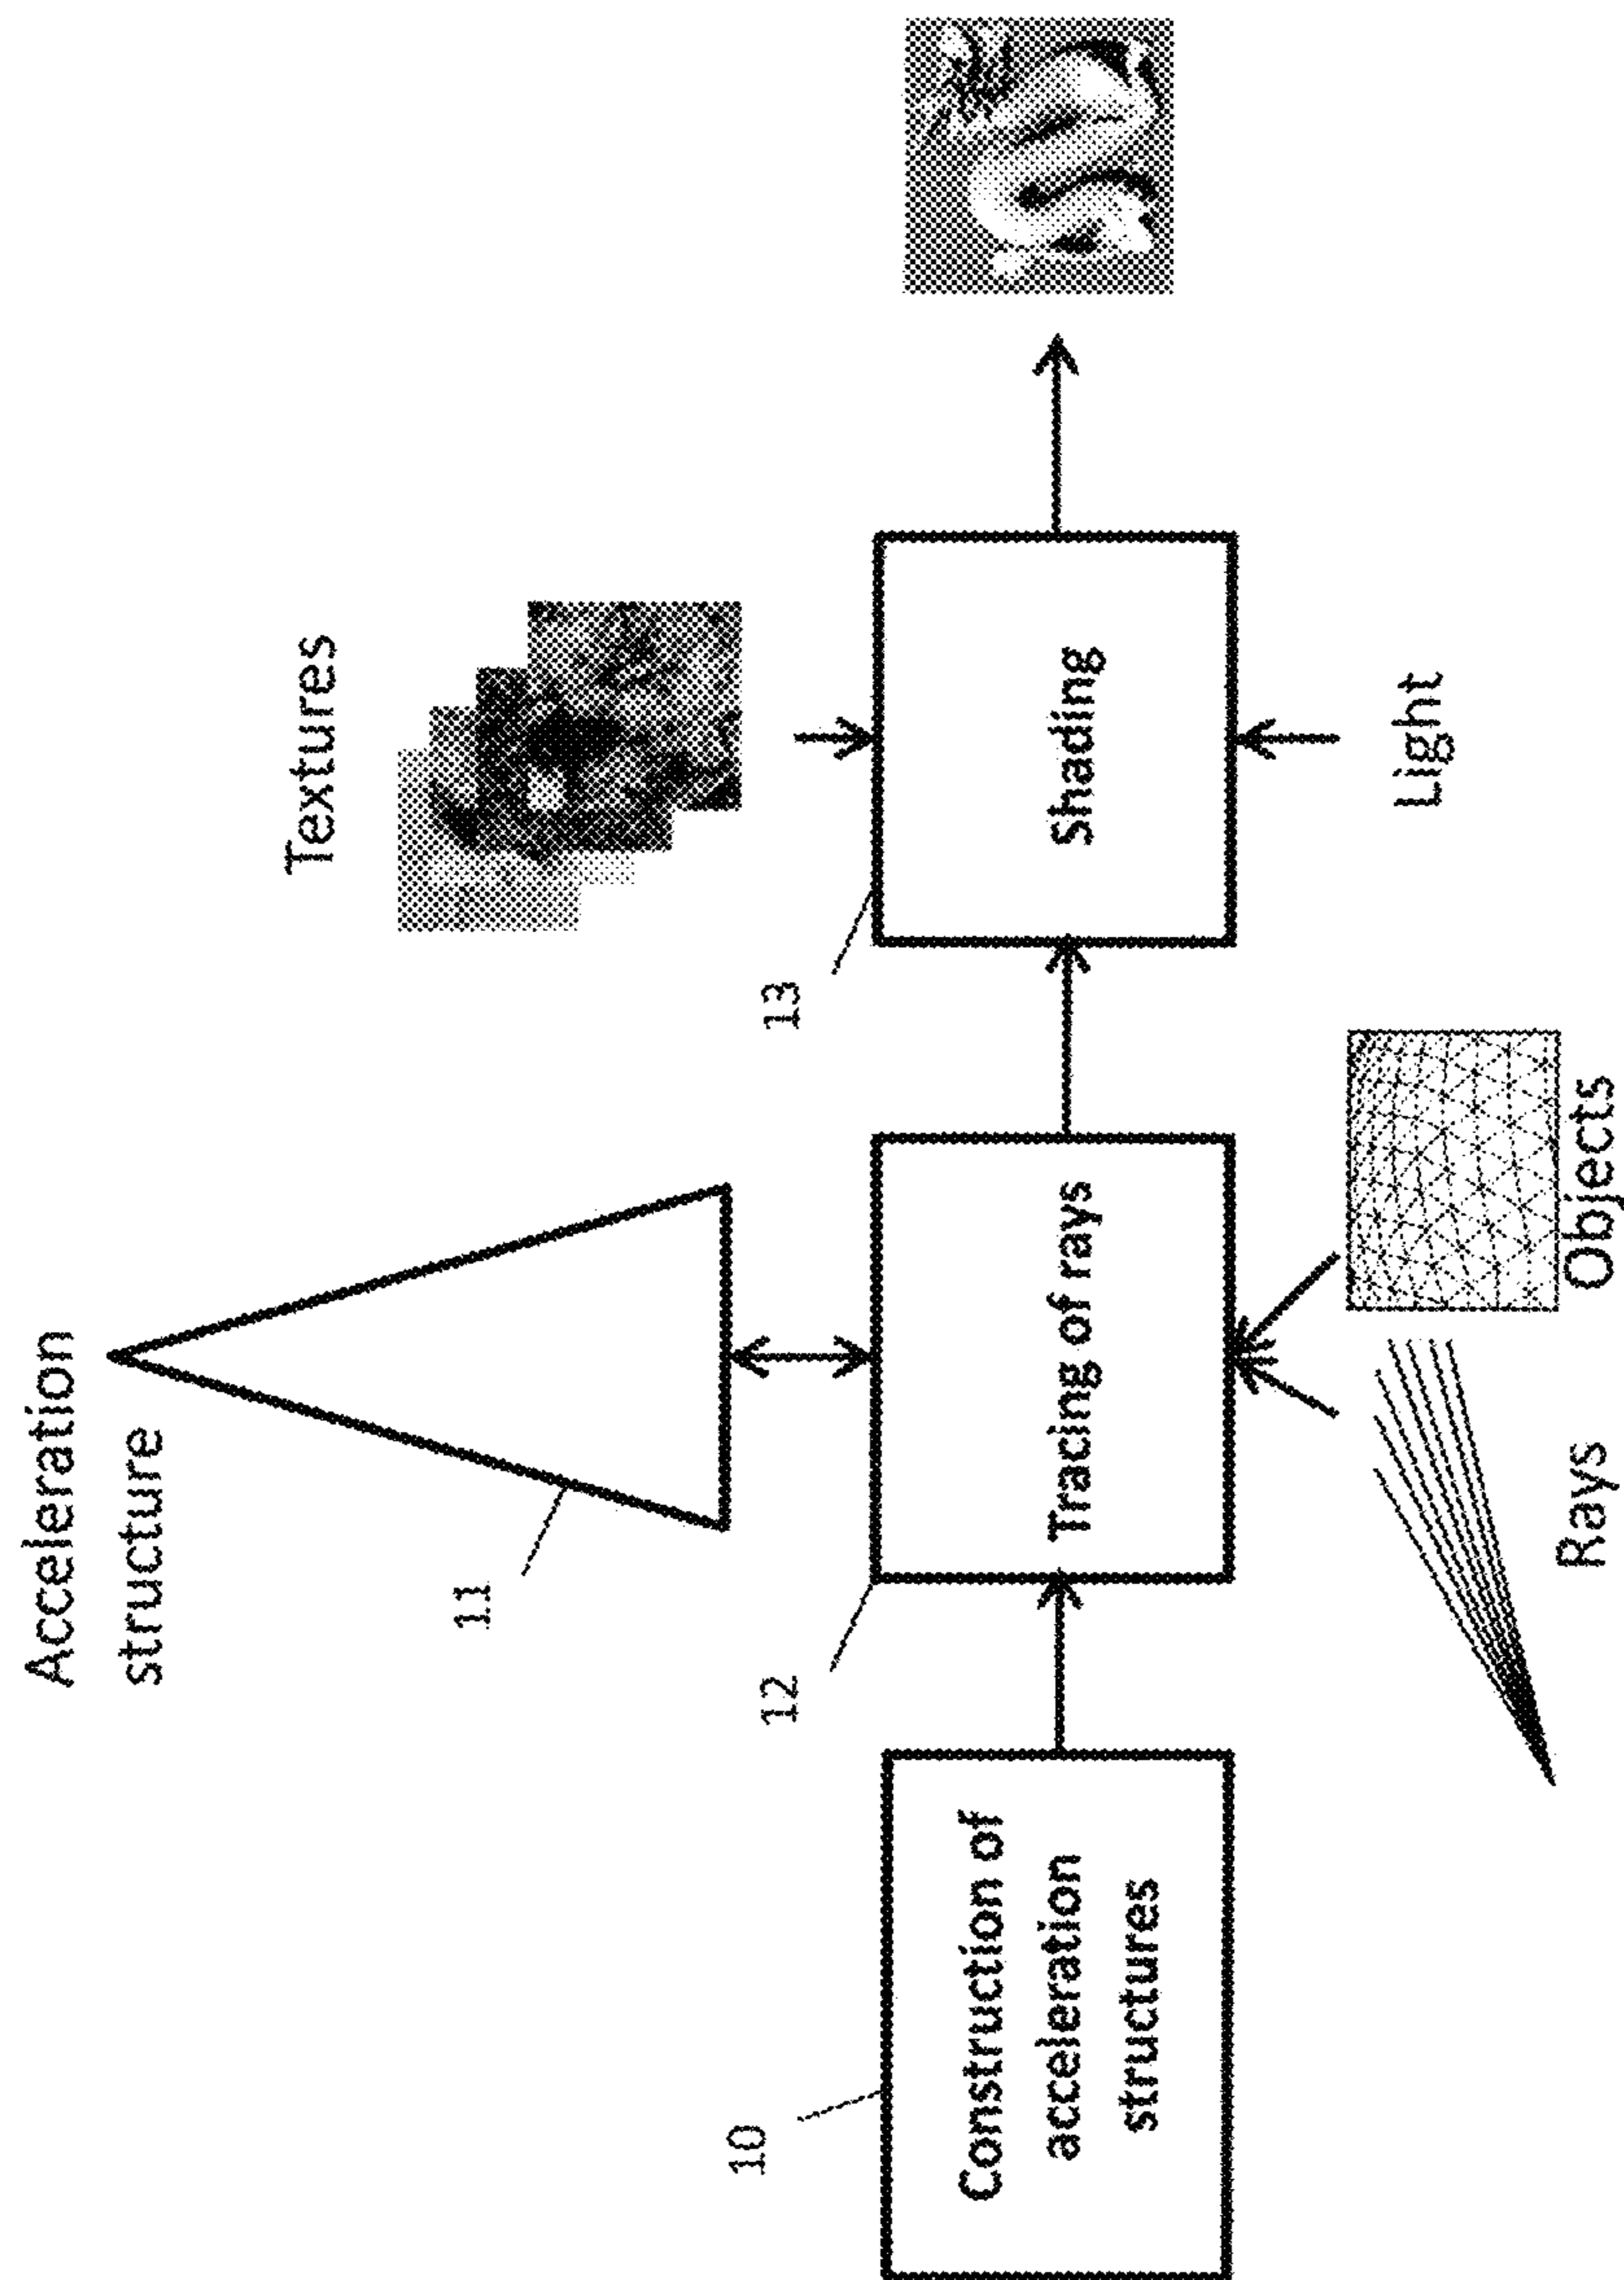 Acceleration
structure
11
Textures
10
12
13
Construction of
acceleration
structures
Tracing of rays
Shading
Rays
Objects
Light